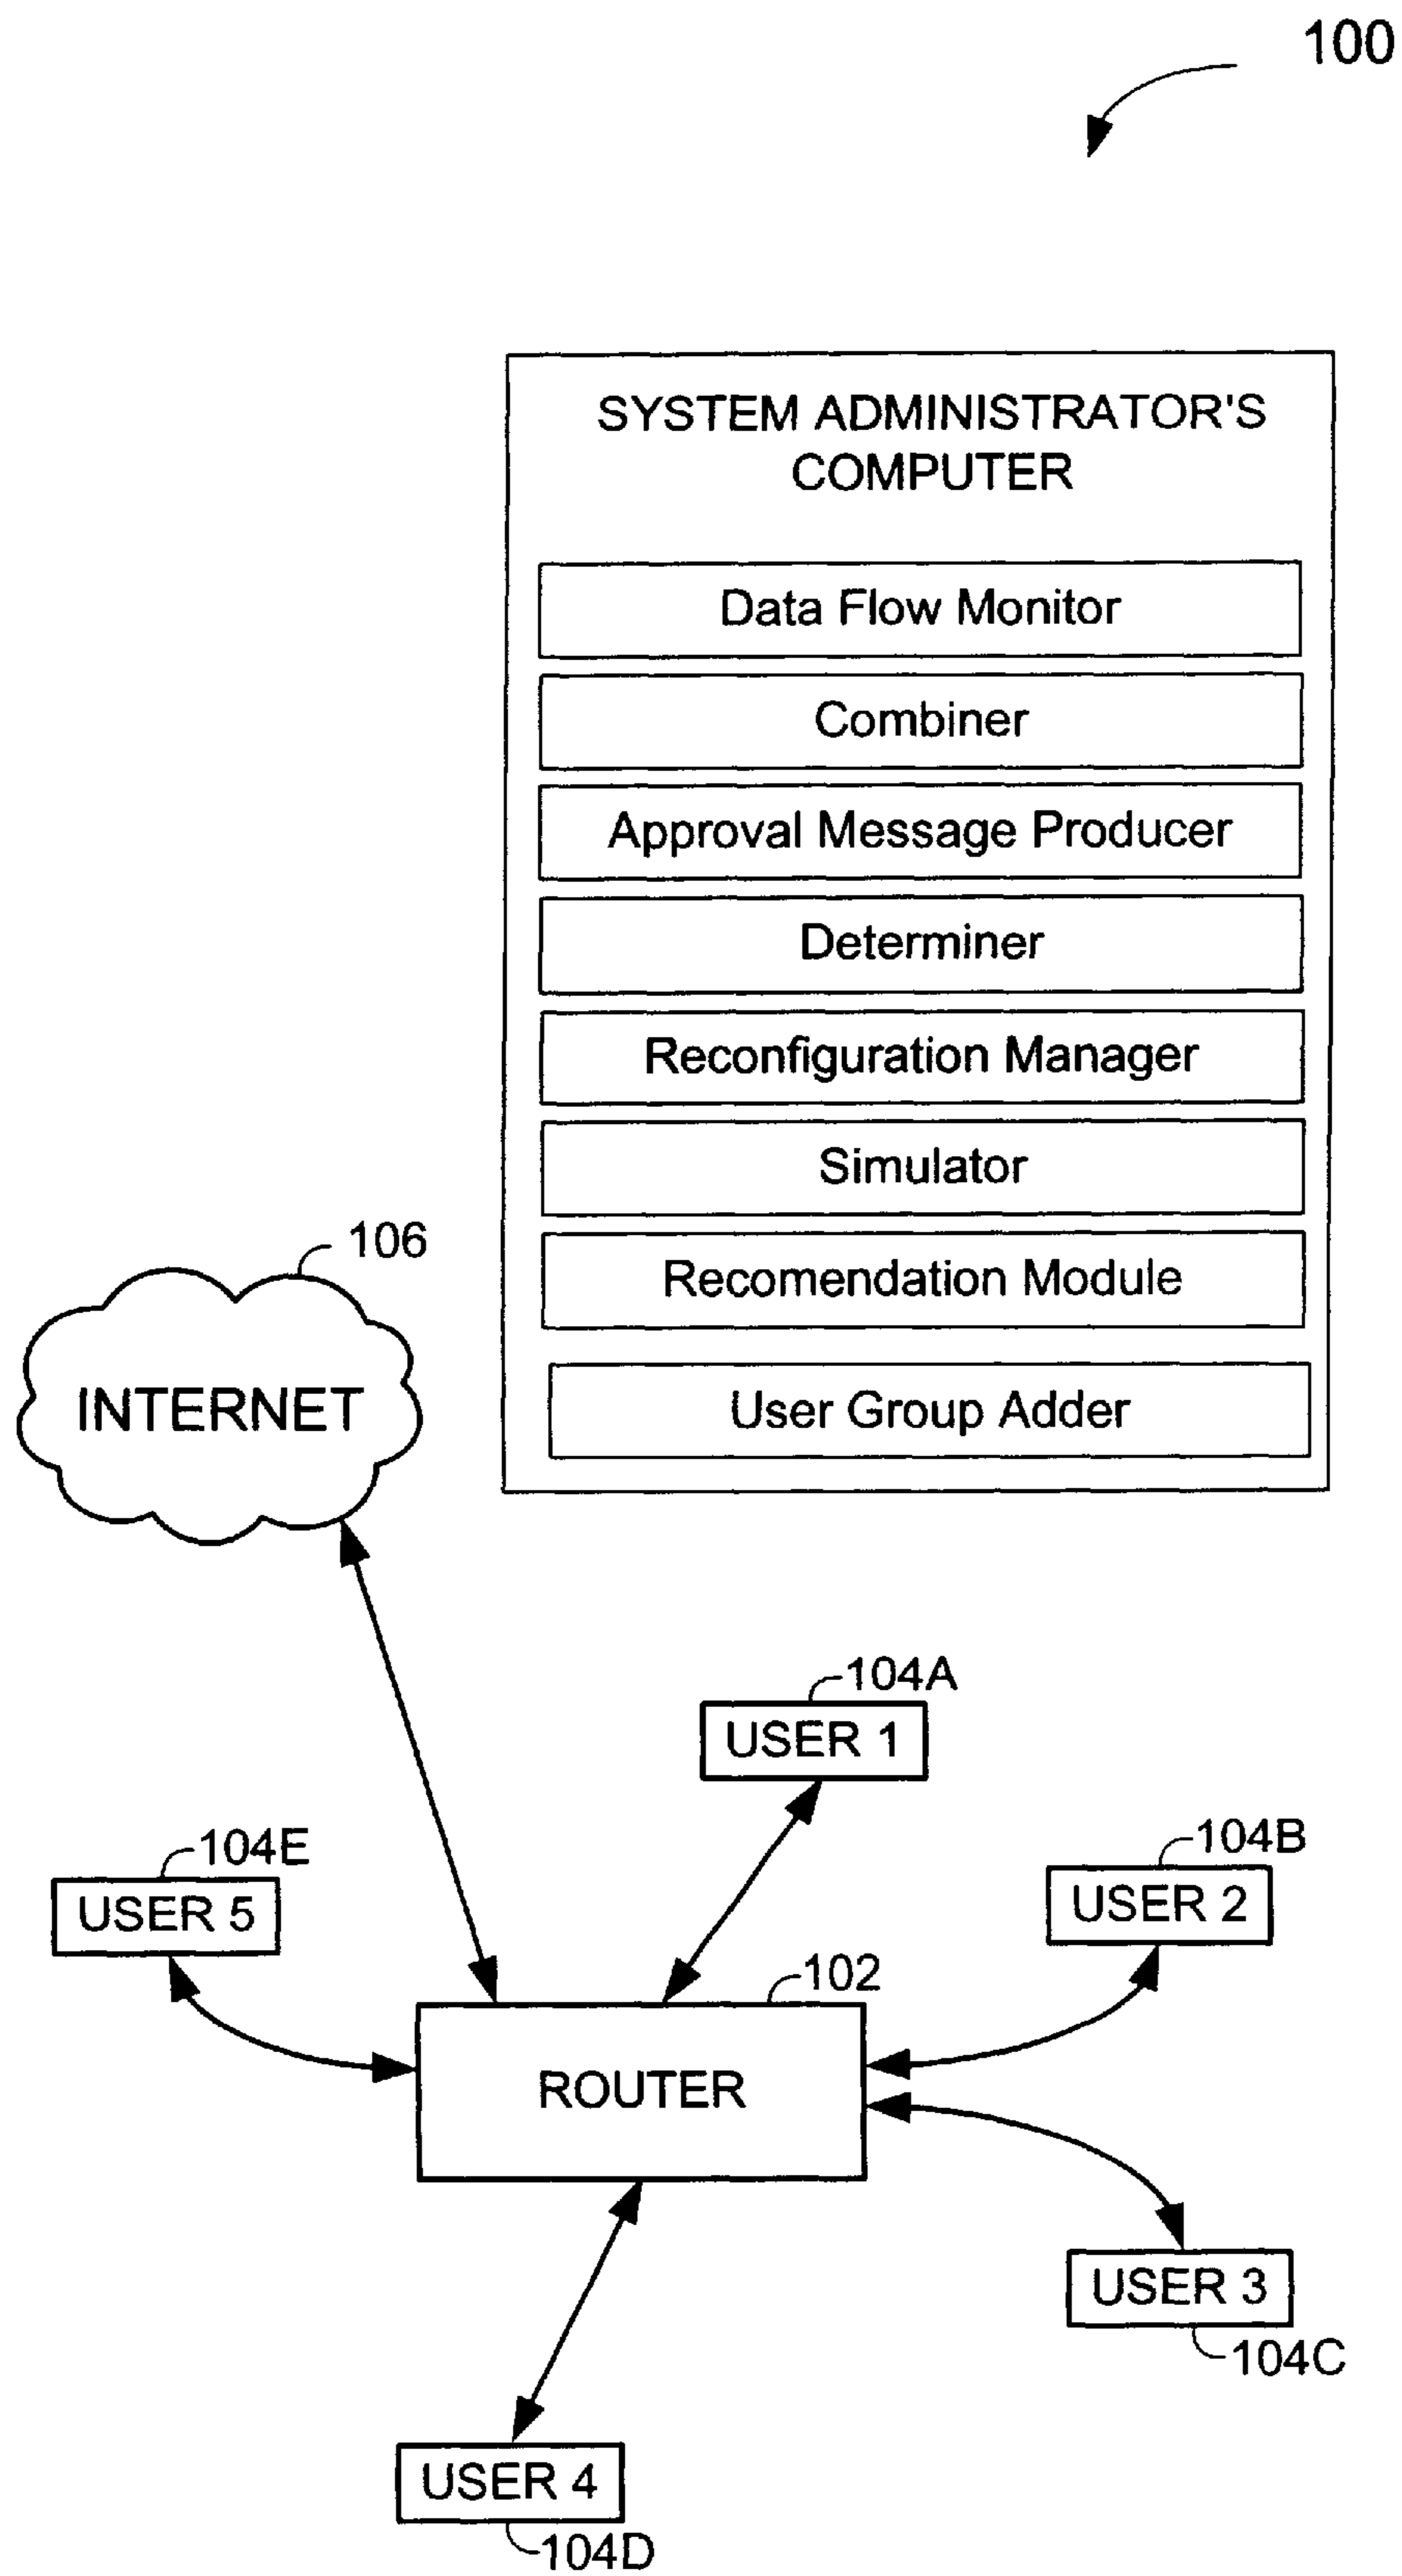 100
SYSTEM ADMINISTRATOR'S
COMPUTER
Data Flow Monitor
Combiner
Approval Message Producer
Determiner
Reconfiguration Manager
Simulator
Recomendation Module
User Group Adder
106
INTERNET
104A
USER 1
104E
USER 5
104B
USER 2
102
ROUTER
USER 3
104C
USER 4
104D